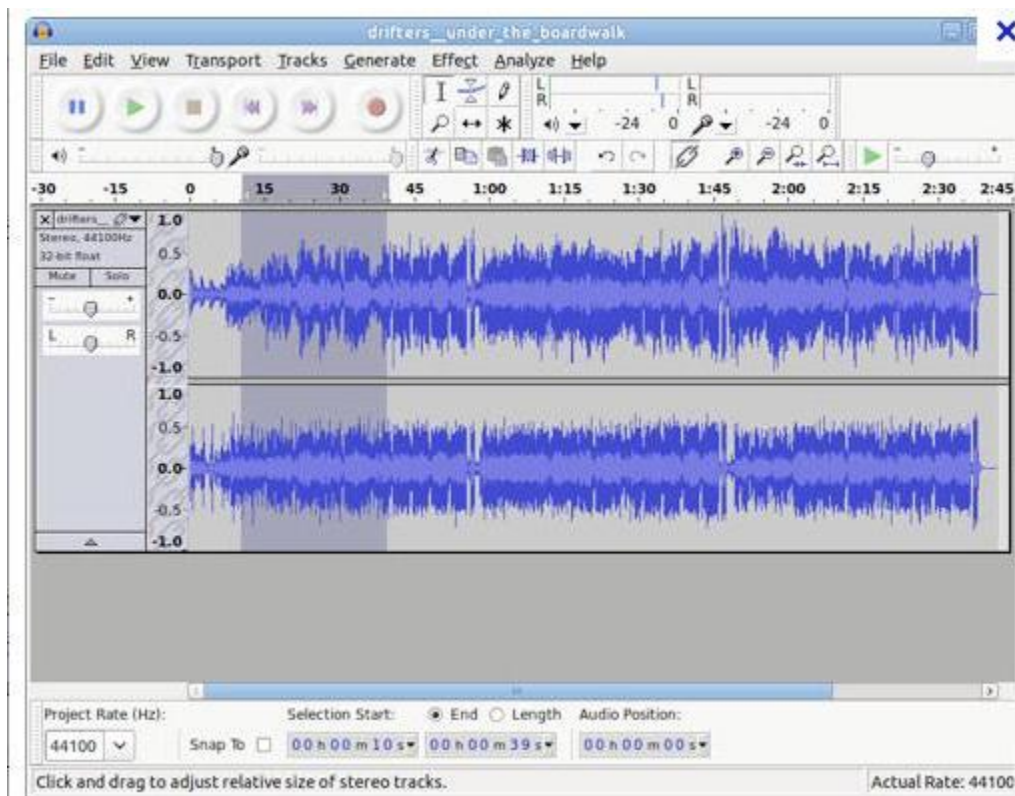 drifters__under_the_boardwalk
File Edit View Transport Tracks Generate Effect Analyze Help
L L
R R
-24 0 -24 0
-30 -15 0 15 30 45 1:00 1:15 1:30 1:45 2:00 2:15 2:30 2:45
drifters__ 1.0
Stereo, 44100Hz
32-bit float 0.5
Mute Solo
0.0
- +
L R -0.5
-1.0
1.0
0.5
0.0
-0.5
-1.0
Project Rate (Hz): Selection Start: End Length Audio Position:
44100 Snap To 00 h 00 m 10 s 00 h 00 m 39 s 00 h 00 m 00 s
Click and drag to adjust relative size of stereo tracks. Actual Rate: 44100